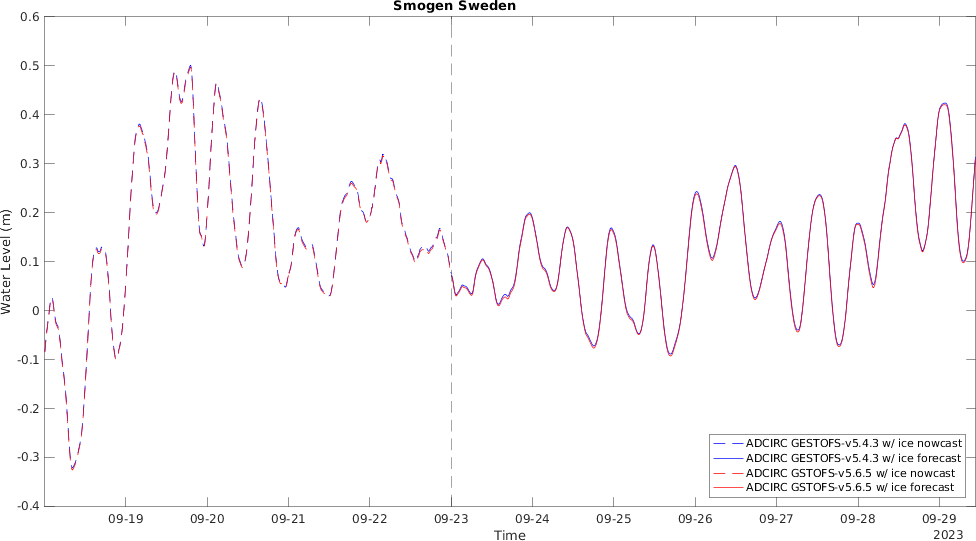 Smogen Sweden
0.6
0.5
0.4
0.3
0.2
0.1
0
-0.1
-0.2
-0.3
-0.4
Water Level (m)
ADCIRC GESTOFS-v5.4.3 w/ ice nowcast
ADCIRC GESTOFS-v5.4.3 w/ ice forecast
ADCIRC GSTOFS-v5.6.5 w/ ice nowcast
ADCIRC GSTOFS-v5.6.5 w/ ice forecast
09-19 09-20 09-21 09-22 09-23 09-24 09-25 09-26 09-27 09-28 09-29
Time
2023